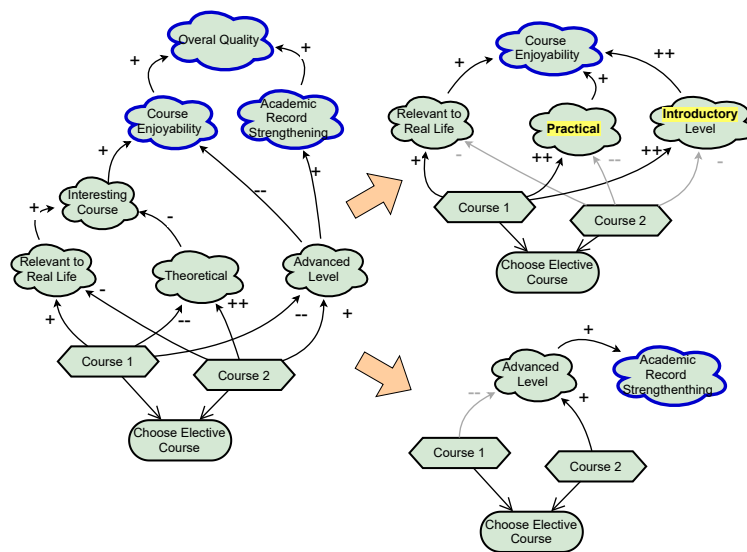 Overal Quality
+
+
Course
Enjoyability
Academic
Record
Strengthening
+
--
+
Interesting
Course
+
-
Relevant to
Real Life
Theoretical
Advanced
Level
+
-
--
++
--
+
Course 1
Course 2
Choose Elective
Course
Course
Enjoyability
+
+
++
Relevant to
Real Life
Practical
Introductory
Level
+
-
++
--
++
-
Course 1
Course 2
Choose Elective
Course
Advanced
Level
+
Academic
Record
Strengthenthing
--
+
Course 1
Course 2
Choose Elective
Course